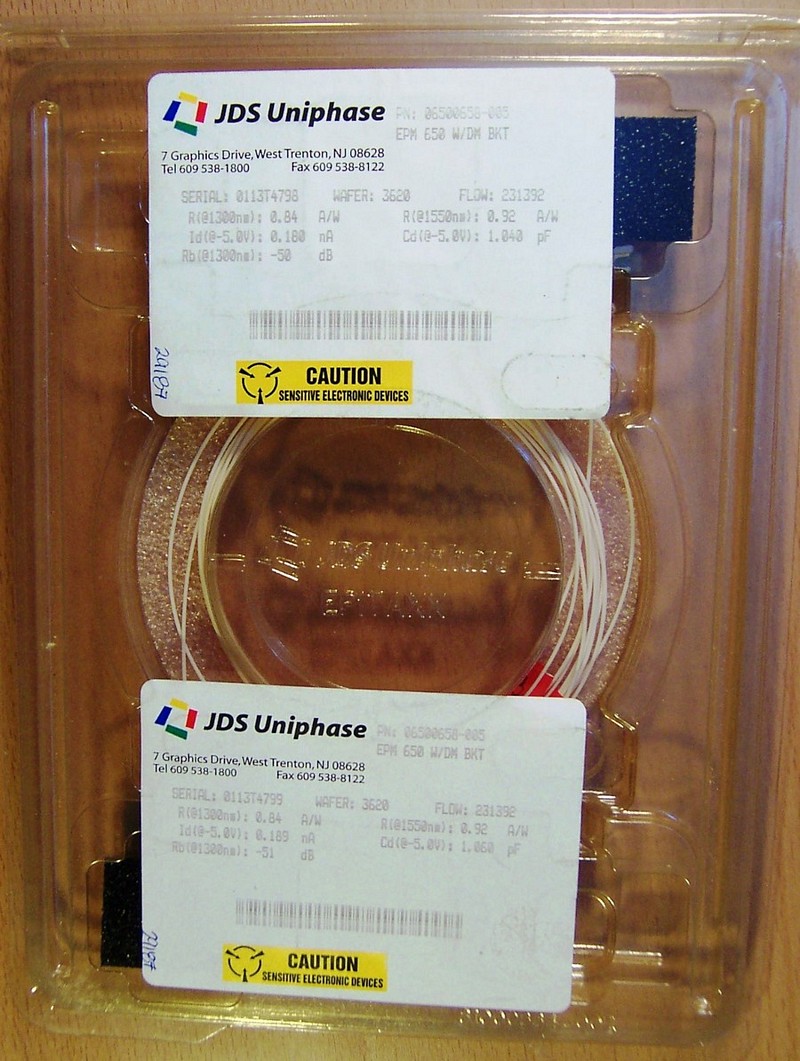 JDS Uniphase
PN: 06500658-005
EPM 650 W/DM BKT
7 Graphics Drive, West Trenton, NJ 08628
Tel 609 538-1800 Fax 609 538-8122
SERIAL: 0113T4798 WAFER: 3620 FLOW: 231392
R(@1300nm): 0.84 A/W R(@1550nm): 0.92 A/W
Id(@-5.0V): 0.180 nA Cd(@-5.0V): 1.040 pF
Rb(@1300nm): -50 dB
29187
CAUTION
SENSITIVE ELECTRONIC DEVICES
JDS Uniphase
EPITAXX
JDS Uniphase
PN: 06500658-005
EPM 650 W/DM BKT
7 Graphics Drive, West Trenton, NJ 08628
Tel 609 538-1800 Fax 609 538-8122
SERIAL: 0113T4799 WAFER: 3620 FLOW: 231392
R(@1300nm): 0.84 A/W R(@1550nm): 0.92 A/W
Id(@-5.0V): 0.189 nA Cd(@-5.0V): 1.060 pF
Rb(@1300nm): -51 dB
CAUTION
SENSITIVE ELECTRONIC DEVICES